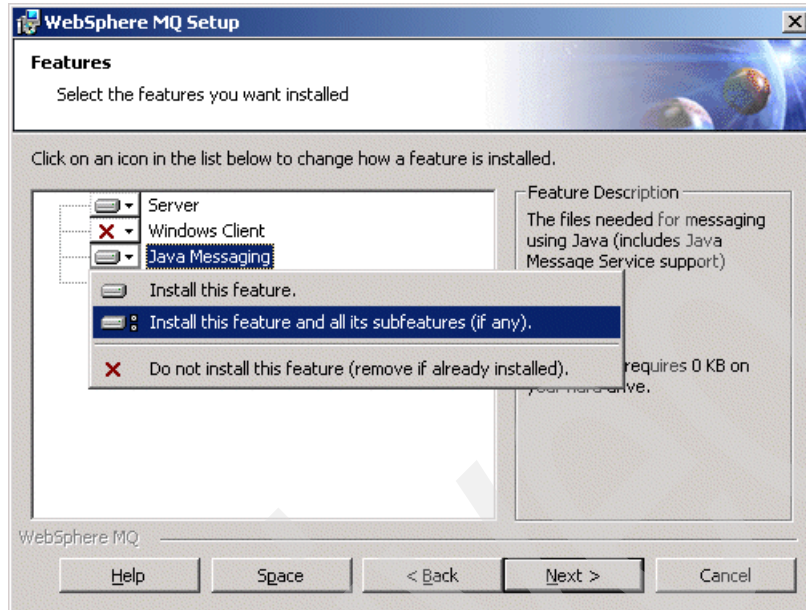 WebSphere MQ Setup
Features
Select the features you want installed
Click on an icon in the list below to change how a feature is installed.
Server
Windows Client
Java Messaging
Feature Description
The files needed for messaging
using Java (includes Java
Message Service support)
Install this feature.
Install this feature and all its subfeatures (if any).
Do not install this feature (remove if already installed).
requires 0 KB on
drive.
WebSphere MQ
Help
Space
< Back
Next >
Cancel